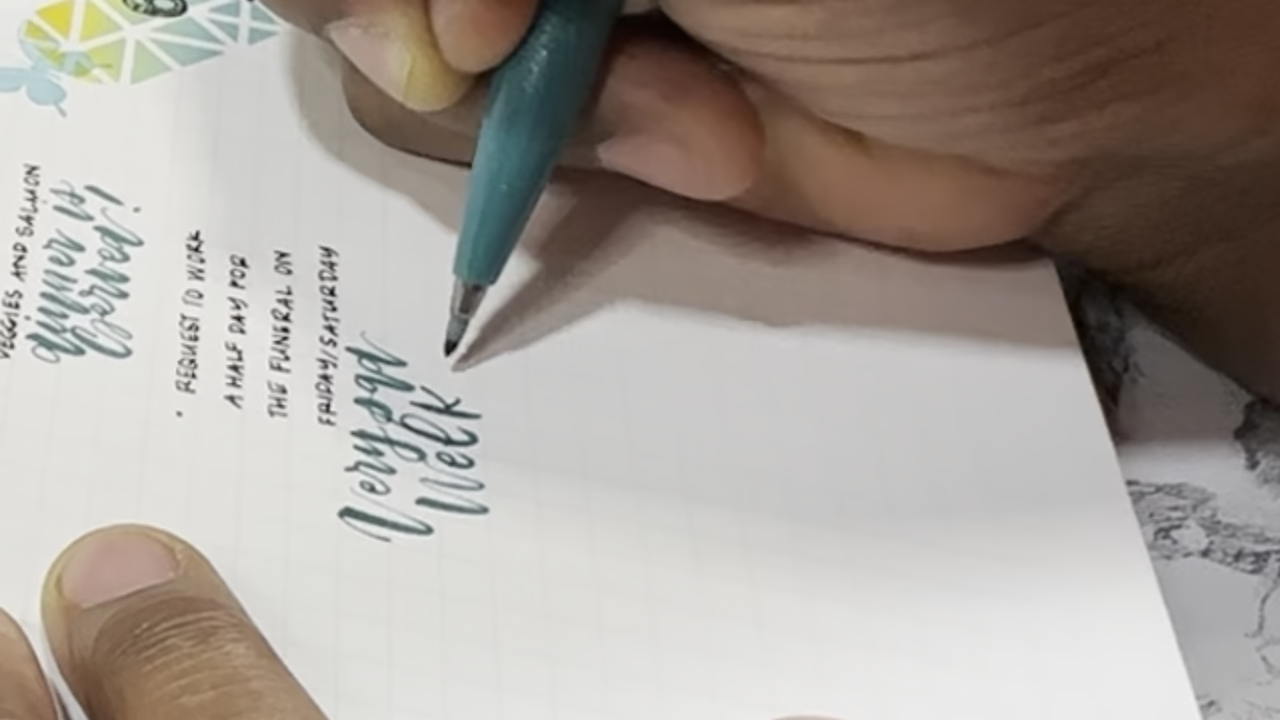 VEGGIES AND SALMON
dinner is
served!
· REQUEST TO WORK
A HALF DAY FOR
THE FUNERAL ON
FRIDAY/SATURDAY
Very sad
Week